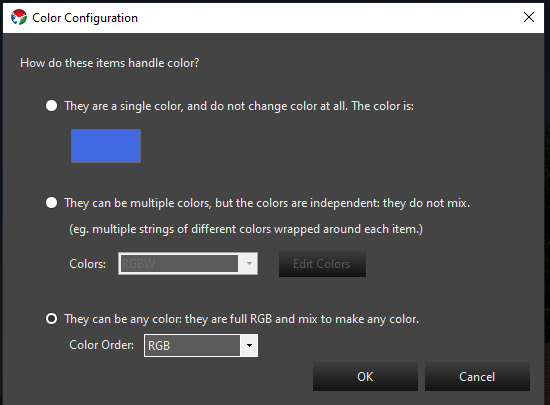 Color Configuration
How do these items handle color?
They are a single color, and do not change color at all. The color is:
They can be multiple colors, but the colors are independent: they do not mix.
(eg. multiple strings of different colors wrapped around each item.)
Colors: RGBW Edit Colors
They can be any color: they are full RGB and mix to make any color.
Color Order: RGB
OK Cancel